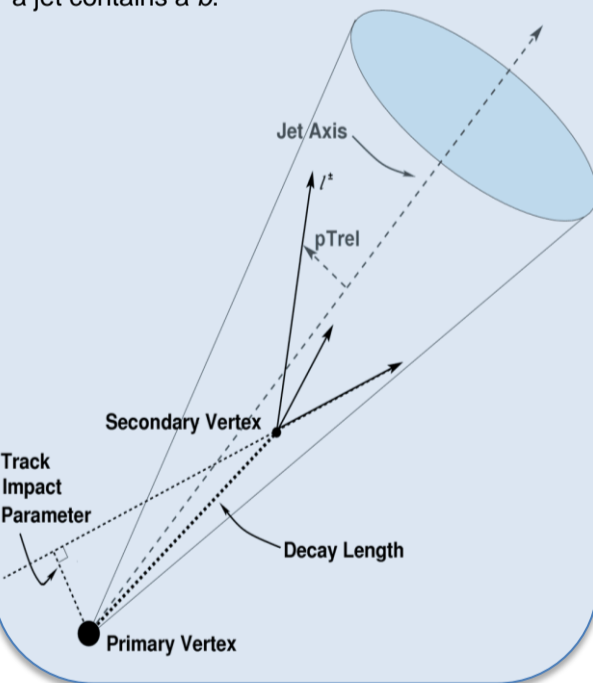 a jet contains a b.
Jet Axis
l±
pTrel
Secondary Vertex
Track
Impact
Parameter
Decay Length
Primary Vertex